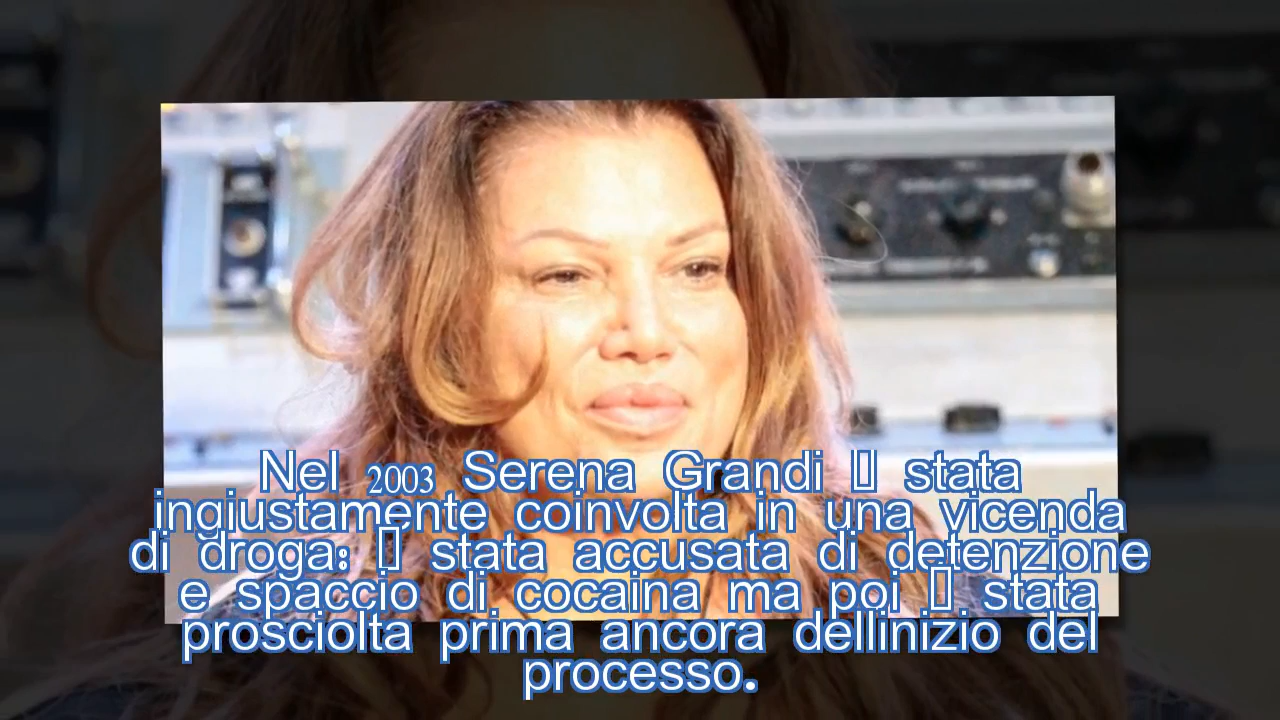 Nel 2003 Serena Grandi ▯ stata
ingiustamente coinvolta in una vicenda
di droga: ▯ stata accusata di detenzione
e spaccio di cocaina ma poi ▯ stata
prosciolta prima ancora dellinizio del
processo.